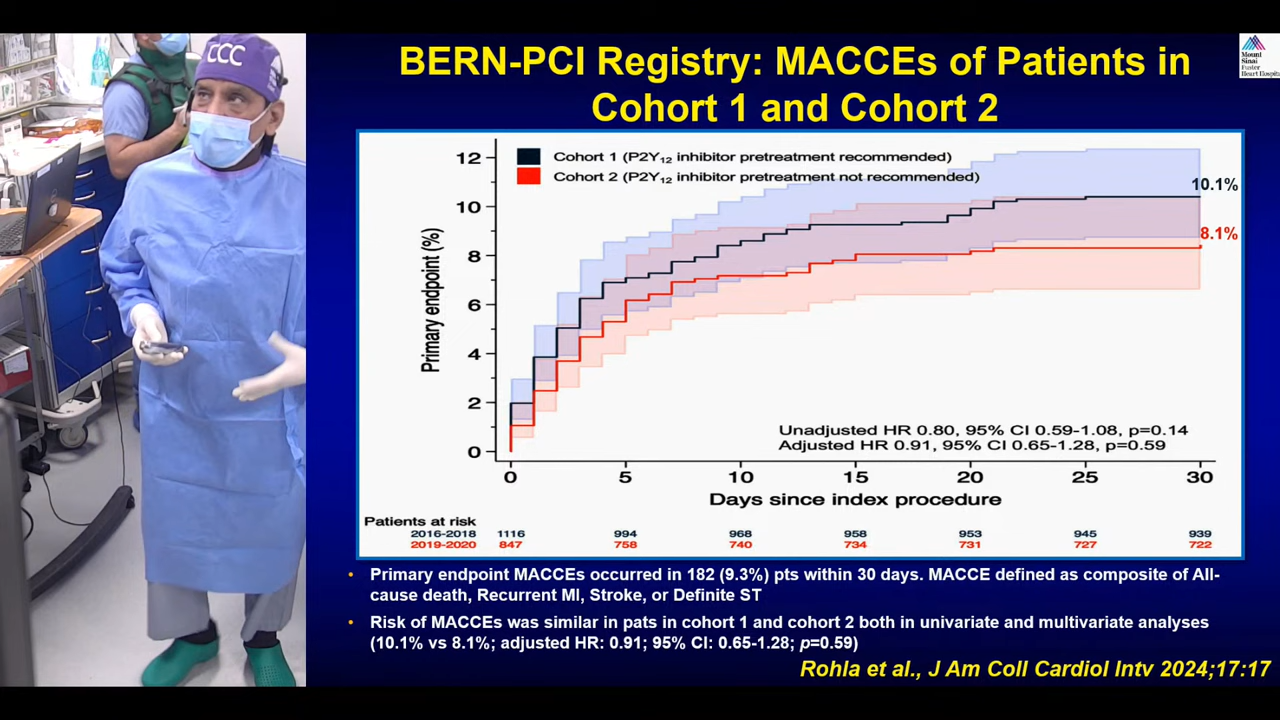 CCC
BERN-PCI Registry: MACCEs of Patients in
Cohort 1 and Cohort 2
Mount
Sinai
Fuster
Heart Hospital
Cohort 1 (P2Y12 inhibitor pretreatment recommended)
Cohort 2 (P2Y12 inhibitor pretreatment not recommended)
Primary endpoint (%)
12
10
8
6
4
2
0
10.1%
8.1%
Unadjusted HR 0.80, 95% CI 0.59-1.08, p=0.14
Adjusted HR 0.91, 95% CI 0.65-1.28, p=0.59
0 5 10 15 20 25 30
Days since index procedure
Patients at risk
2016-2018 1116 994 968 958 953 945 939
2019-2020 847 758 740 734 731 727 722
• Primary endpoint MACCEs occurred in 182 (9.3%) pts within 30 days. MACCE defined as composite of All-
cause death, Recurrent MI, Stroke, or Definite ST
• Risk of MACCEs was similar in pats in cohort 1 and cohort 2 both in univariate and multivariate analyses
(10.1% vs 8.1%; adjusted HR: 0.91; 95% CI: 0.65-1.28; p=0.59)
Rohla et al., J Am Coll Cardiol Intv 2024;17:17